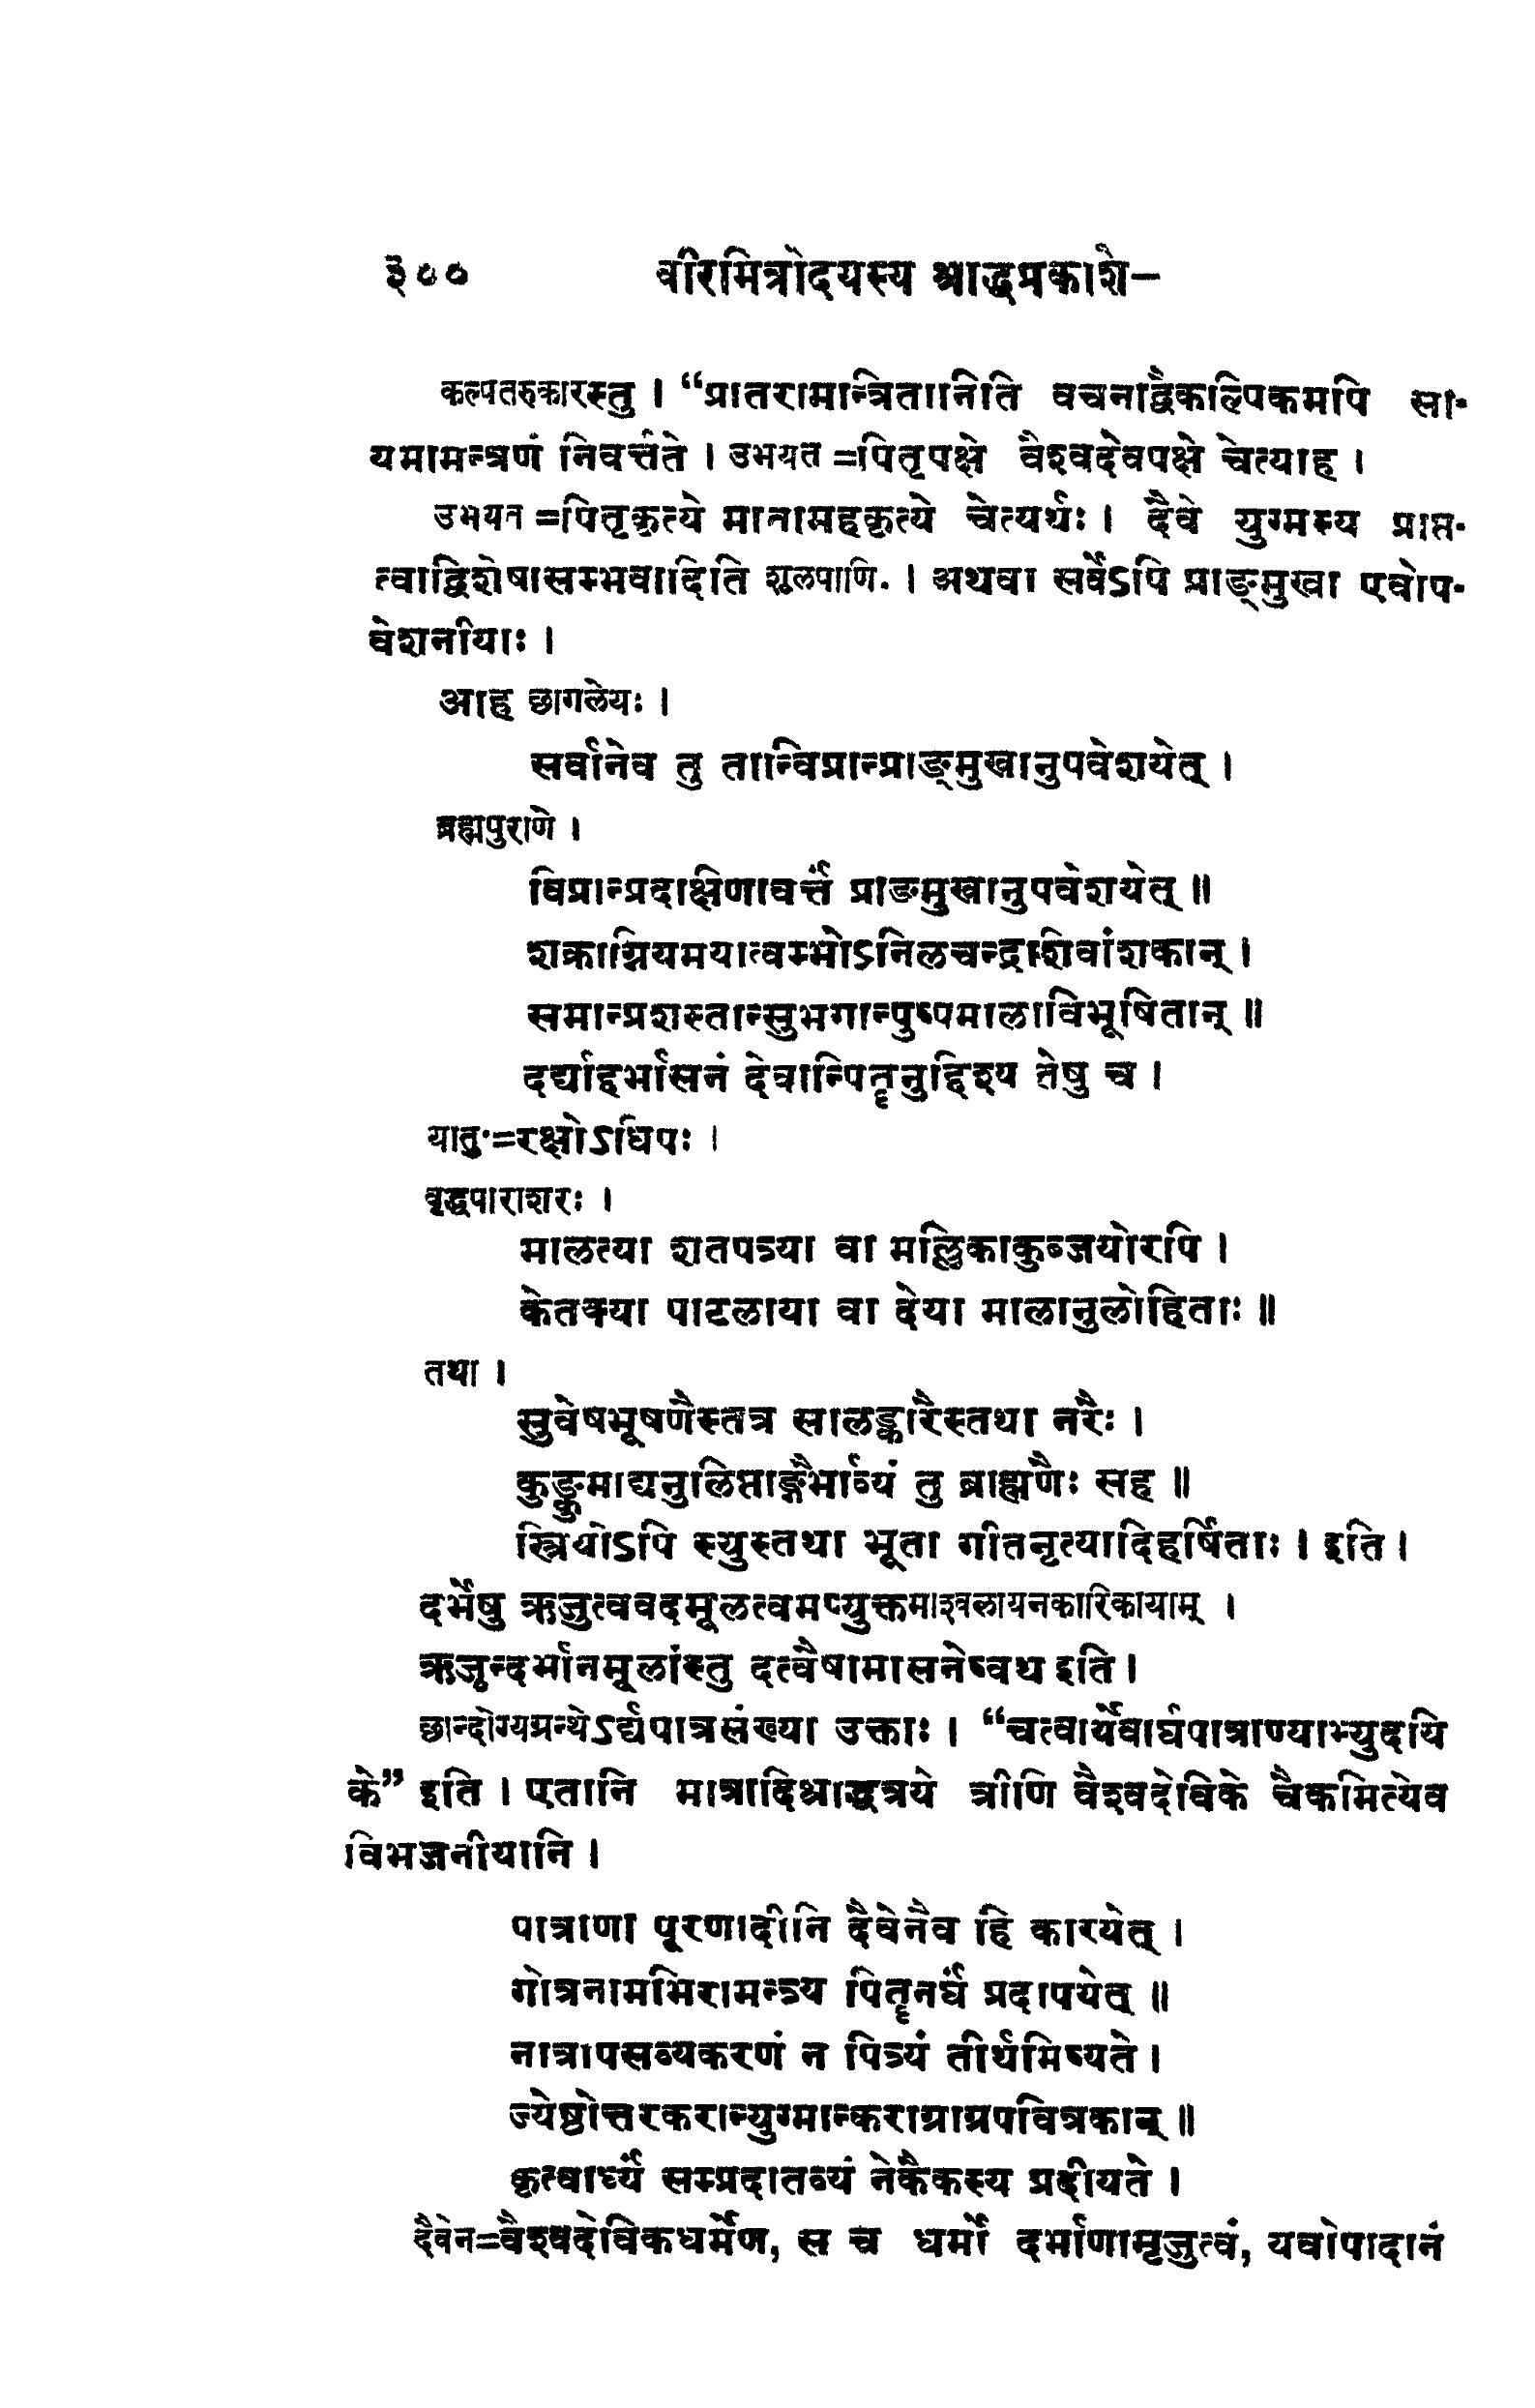 ३०० वीरमित्रोदयस्य श्राद्धप्रकाशे—
कल्पतरुकारस्तु । “प्रातरामन्त्रितानिति वचनाद्वैकल्पिकमपि सा-
यमामन्त्रणं निवर्त्तते । उभयत =पितृपक्षे वैश्वदेवपक्षे चेत्याह ।
उभयत =पितृकृत्ये मातामहकृत्ये चेत्यर्थः । दैवे युग्मस्य प्राप्त-
त्वाद्विशेषासम्भवादिति शूलपाणि. । अथवा सर्वेऽपि प्राङ्मुखा एवोप-
वेशनीयाः ।
आह छागलेयः ।
सर्वानेव तु तान्विप्रान्प्राङ्मुखानुपवेशयेत् ।
ब्रह्मपुराणे ।
विप्रान्प्रदाक्षिणावर्त्तं प्राङमुखानुपवेशयेत् ॥
शक्राग्नियमयात्वम्भोऽनिलचन्द्राशिवांशकान् ।
समान्प्रशस्तान्सुभगान्पुष्पमालाविभूषितान् ॥
दर्द्याहर्भासनं देवान्पितॄनुद्दिश्य तेषु च ।
यातु·=रक्षोऽधिपः ।
वृद्धपाराशरः ।
मालत्या शतपत्र्या वा मल्लिकाकुब्जयोरपि ।
केतक्या पाटलाया वा देया मालानुलोहिताः ॥
तथा ।
सुवेषभूषणैस्तत्र सालङ्कारैस्तथा नरैः ।
कुङ्कुमाद्यनुलिप्ताङ्गैर्भाव्यं तु ब्राह्मणैः सह ॥
स्त्रियोऽपि स्युस्तथा भूता गीतनृत्यादिहर्षिताः । इति ।
दर्भेषु ऋजुत्ववदमूलत्वमप्युक्तमाश्वलायनकारिकायाम् ।
ऋजून्दर्भानमूलांस्तु दत्वैषामासनेष्वथ इति ।
छान्दोग्यग्रन्थेऽर्घपात्रसंख्या उक्ताः । “चत्वार्येवार्घपात्राण्याभ्युदयि
के” इति । एतानि मात्रादिश्राद्धत्रये त्रीणि वैश्वदेविके चैकमित्येव
विभजनीयानि ।
पात्राणा पूरणादीनि दैवेनैव हि कारयेत् ।
गोत्रनामभिरामन्त्र्य पितॄनर्घं प्रदापयेत् ॥
नात्रापसव्यकरणं न पित्र्यं तीर्थमिष्यते ।
ज्येष्ठोत्तरकरान्युग्मान्कराग्राग्रपवित्रकान् ॥
कृत्वार्घ्यं सम्प्रदातव्यं नेकैकस्य प्रदीयते ।
दैवेन=वैश्वदेविकधर्मेण, स च धर्मो दर्भाणामृजुत्वं, यवोपादानं